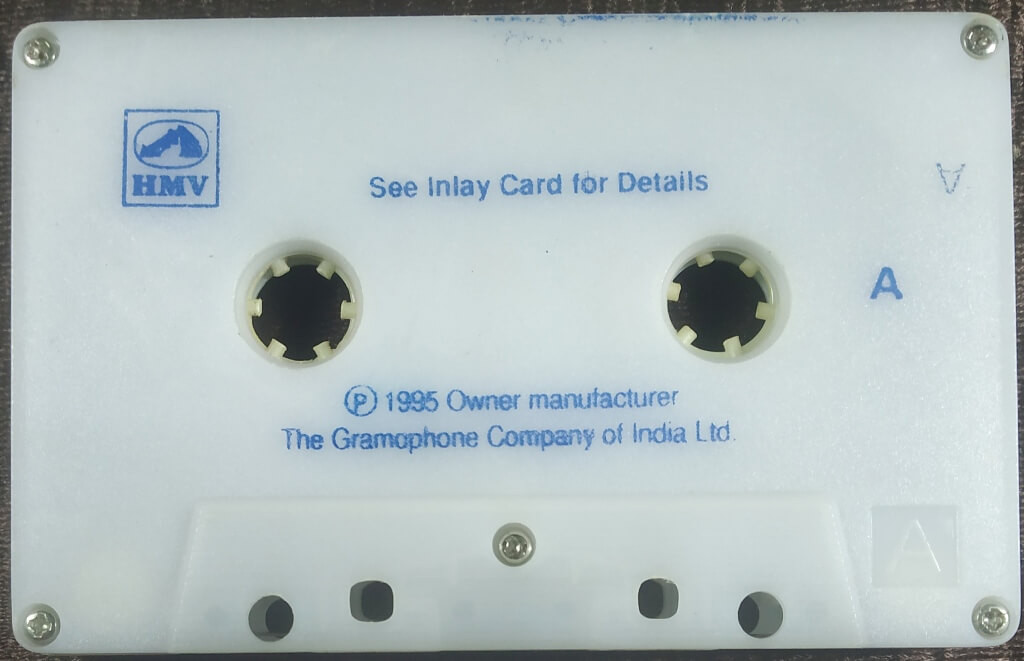 HMV
See Inlay Card for Details
A
A
Ⓟ 1995 Owner manufacturer
The Gramophone Company of India Ltd.
A